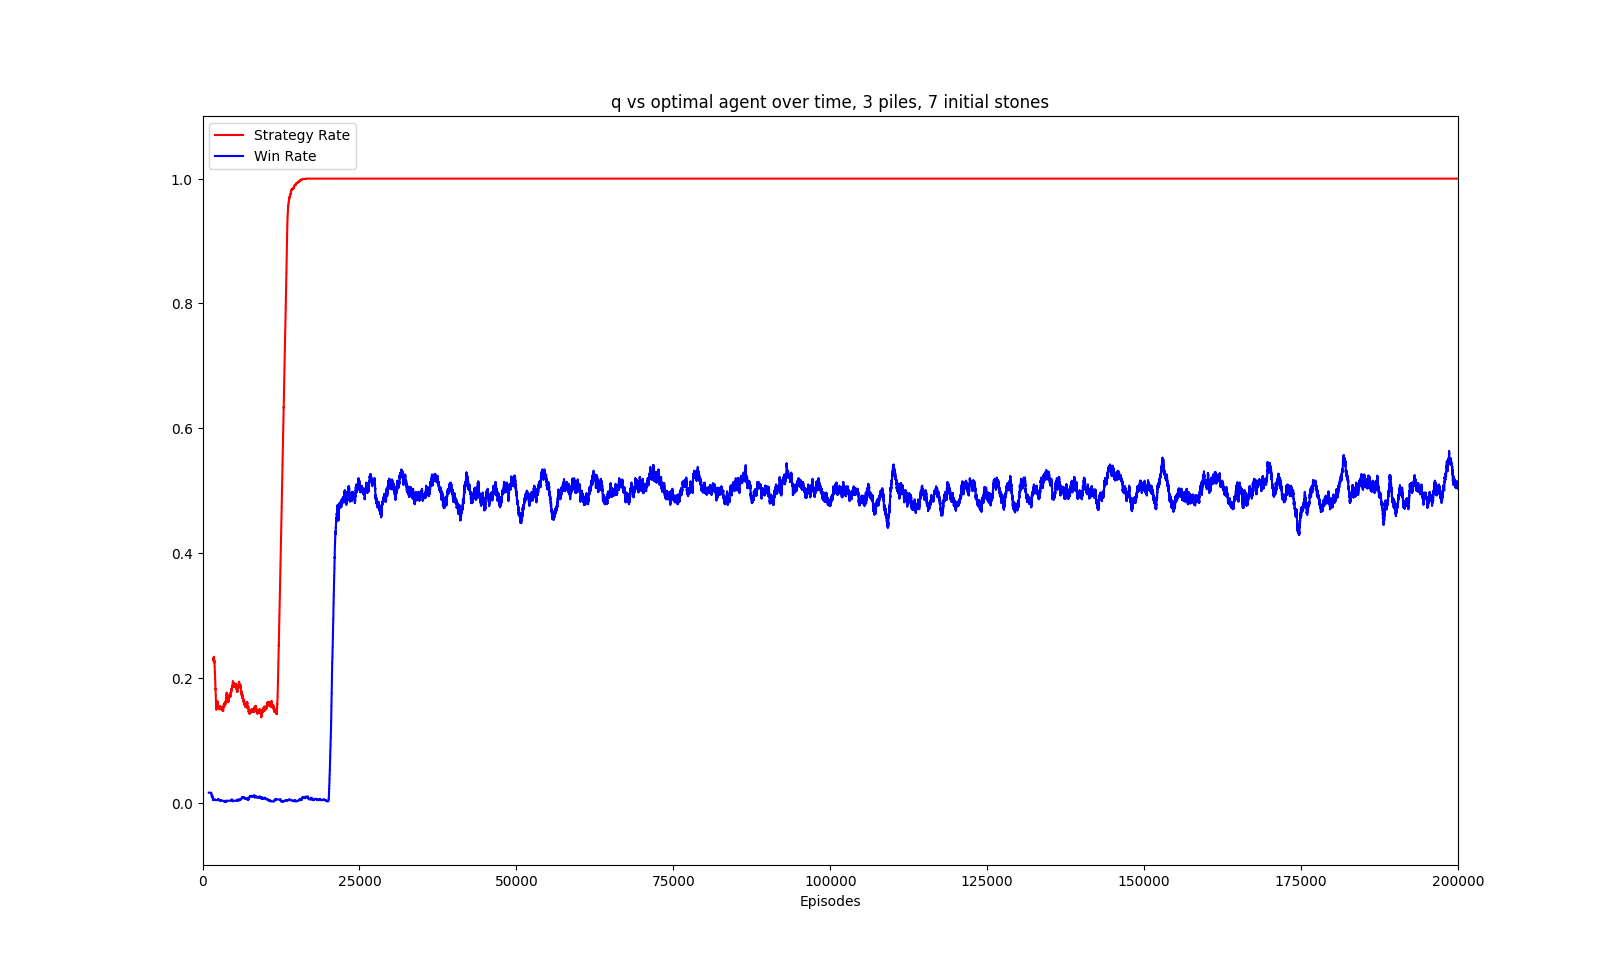 q vs optimal agent over time, 3 piles, 7 initial stones
Strategy Rate
Win Rate
1.0
0.8
0.6
0.4
0.2
0.0
0 25000 50000 75000 100000 125000 150000 175000 200000
Episodes